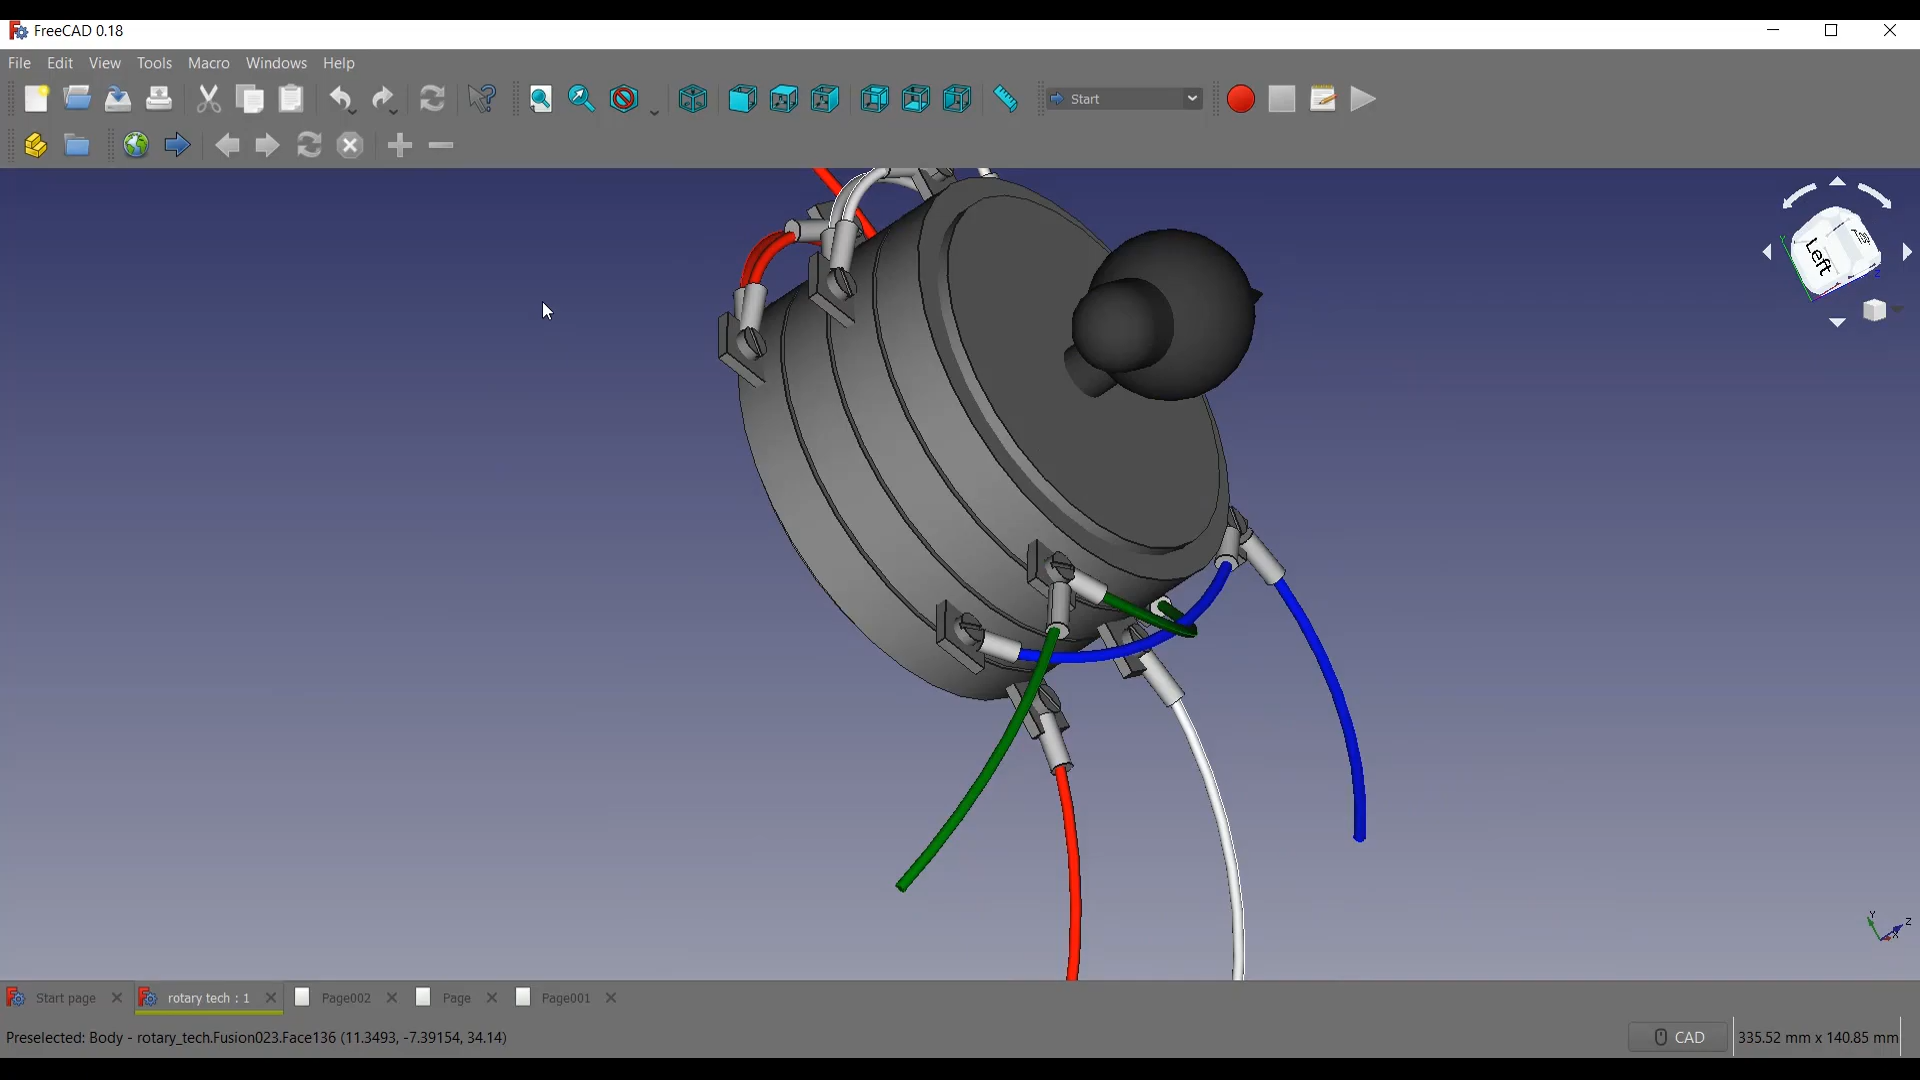 FreeCAD 0.18
File Edit View Tools Macro Windows Help
Start
Left
Y
Z
Y
Z
X
Start page
rotary tech : 1
Page002
Page
Page001
Preselected: Body - rotary_tech.Fusion023.Face136 (11.3493, -7.39154, 34.14)
CAD
335.52 mm x 140.85 mm